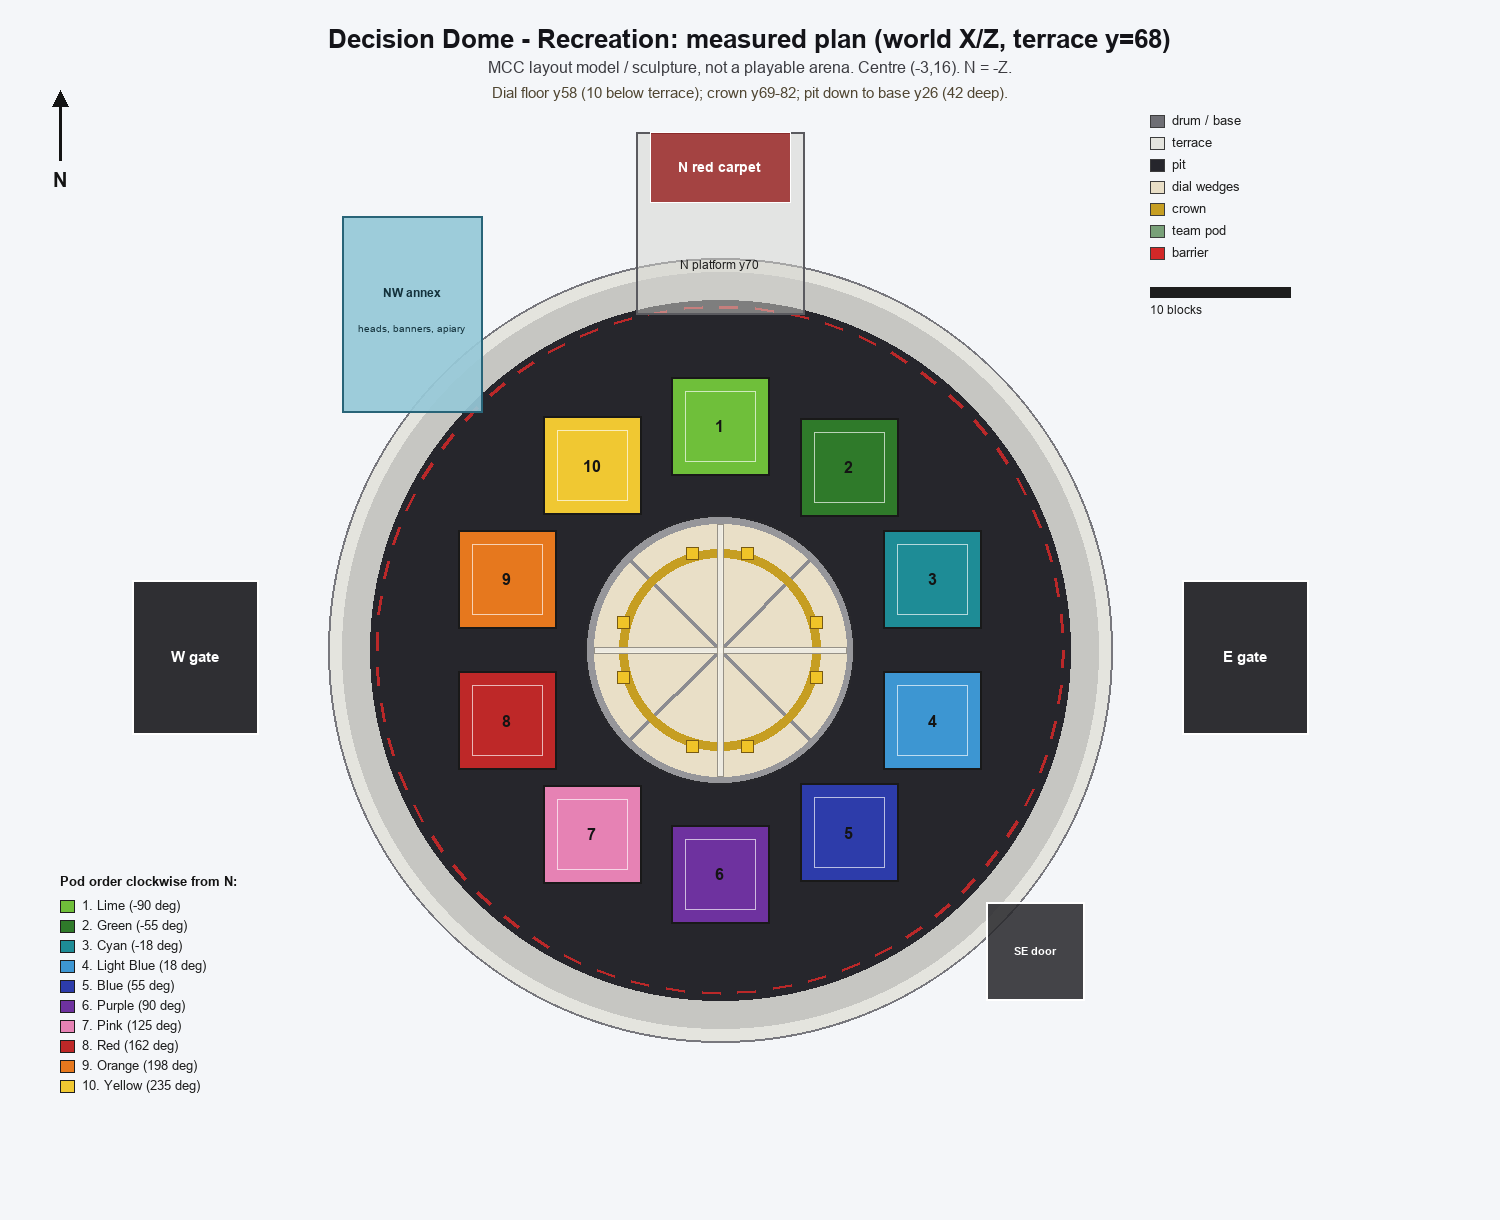 Decision Dome - Recreation: measured plan (world X/Z, terrace y=68)
MCC layout model / sculpture, not a playable arena. Centre (-3,16). N = -Z.
Dial floor y58 (10 below terrace); crown y69-82; pit down to base y26 (42 deep).
N
drum / base
terrace
pit
dial wedges
crown
team pod
barrier
10 blocks
N red carpet
N platform y70
NW annex
heads, banners, apiary
1
2
3
4
5
6
7
8
9
10
W gate
E gate
SE door
Pod order clockwise from N:
1. Lime (-90 deg)
2. Green (-55 deg)
3. Cyan (-18 deg)
4. Light Blue (18 deg)
5. Blue (55 deg)
6. Purple (90 deg)
7. Pink (125 deg)
8. Red (162 deg)
9. Orange (198 deg)
10. Yellow (235 deg)